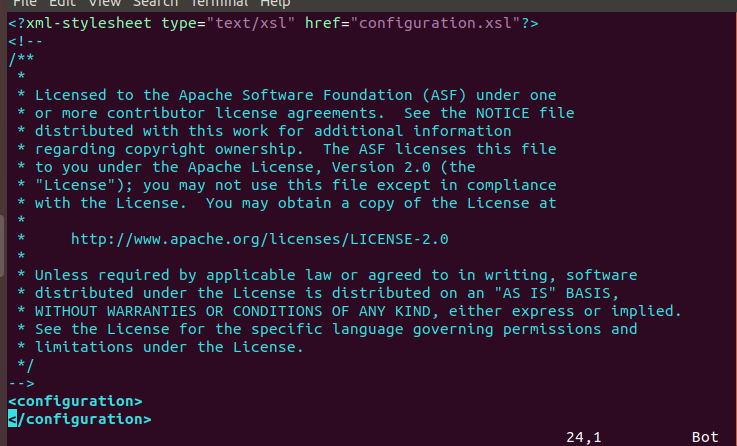 File Edit View Search Terminal Help
<?xml-stylesheet type="text/xsl" href="configuration.xsl"?>
<!--
/**
 *
 * Licensed to the Apache Software Foundation (ASF) under one
 * or more contributor license agreements.  See the NOTICE file
 * distributed with this work for additional information
 * regarding copyright ownership.  The ASF licenses this file
 * to you under the Apache License, Version 2.0 (the
 * "License"); you may not use this file except in compliance
 * with the License.  You may obtain a copy of the License at
 *
 *     http://www.apache.org/licenses/LICENSE-2.0
 *
 * Unless required by applicable law or agreed to in writing, software
 * distributed under the License is distributed on an "AS IS" BASIS,
 * WITHOUT WARRANTIES OR CONDITIONS OF ANY KIND, either express or implied.
 * See the License for the specific language governing permissions and
 * limitations under the License.
 */
-->
<configuration>
</configuration>
24,1 Bot